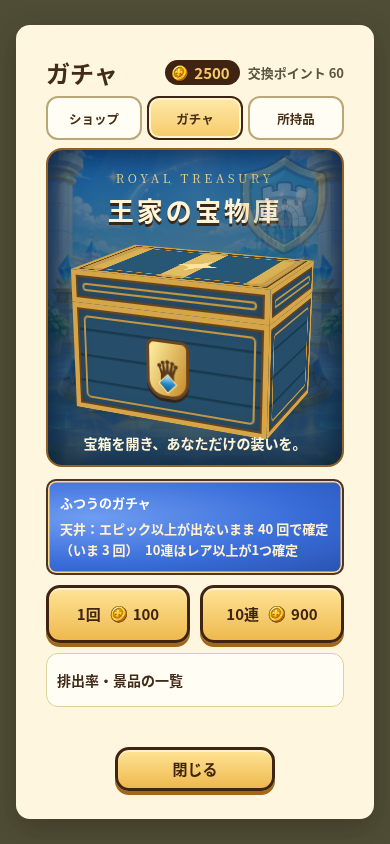 ガチャ
2500
交換ポイント 60
ショップ
ガチャ
所持品
ROYAL TREASURY
王家の宝物庫
宝箱を開き、あなただけの装いを。
ふつうのガチャ
天井：エピック以上が出ないまま 40 回で確定
（いま 3 回） 10連はレア以上が1つ確定
1回 100
10連 900
排出率・景品の一覧
閉じる